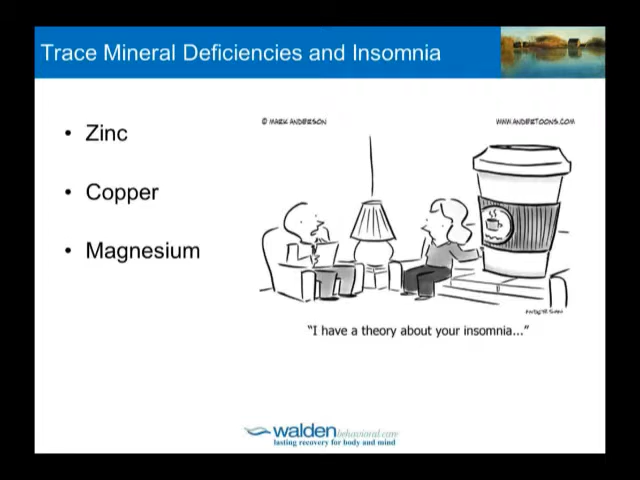 Trace Mineral Deficiencies and Insomnia
• Zinc
• Copper
• Magnesium
© MARK ANDERSON
WWW.ANDERTOONS.COM
"I have a theory about your insomnia..."
walden behavioral care
lasting recovery for body and mind